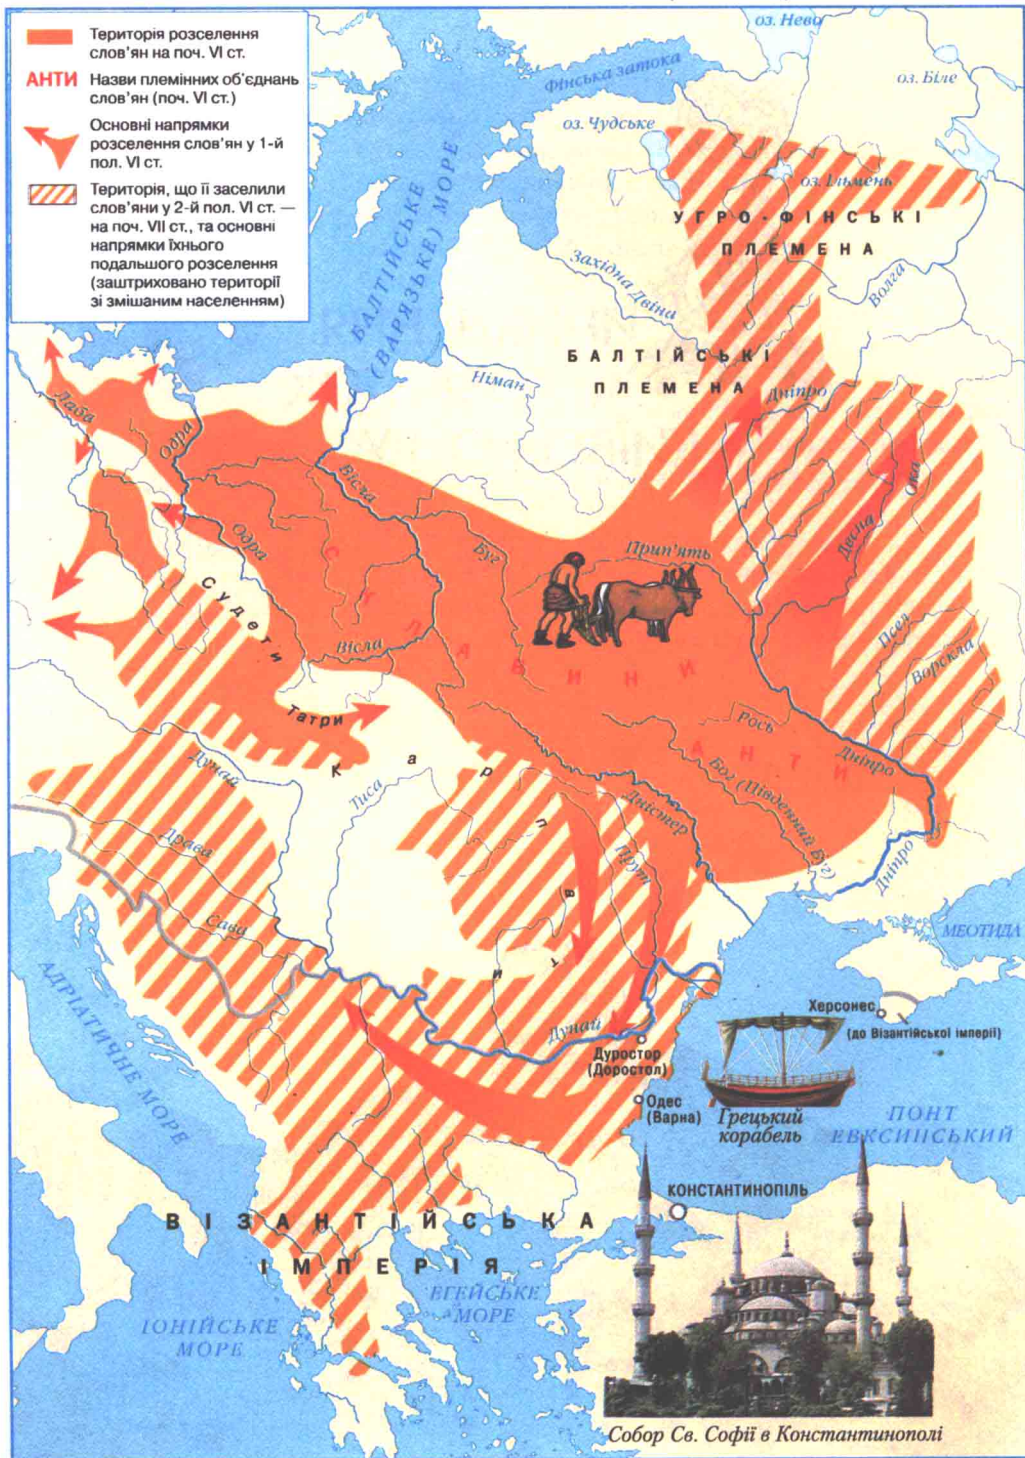 Територія розселення
слов'ян на поч. VI ст.
АНТИ
Назви племінних об'єднань
слов'ян (поч. VI ст.)
Основні напрямки
розселення слов'ян у 1-й
пол. VI ст.
Територія, що її заселили
слов'яни у 2-й пол. VI ст. —
на поч. VII ст., та основні
напрямки їхнього
подальшого розселення
(заштриховано території
зі змішаним населенням)
оз. Нево
Фінська затока
оз. Біле
оз. Чудське
оз. Ільмень
УГРО-ФІНСЬКІ
ПЛЕМЕНА
БАЛТІЙСЬКЕ
(ВАРЯЗЬКЕ) МОРЕ
Західна Двіна
Волга
БАЛТІЙСЬКІ
ПЛЕМЕНА
Німан
Дніпро
Лаба
Одра
Вісла
Ока
Одра
Буг
Прип'ять
Десна
СКЛАВИНИ
Судети
Псел
Ворскла
Вісла
Татри
Рось
АНТИ
Дніпро
Карпати
Дунай
Тиса
Дністер
Бог (Південний Буг)
Прут
Дніпро
Драва
Сава
МЕОТИДА
АДРІАТИЧНЕ МОРЕ
Херсонес
(до Візантійської імперії)
Дунай
Дуростор
(Доростол)
Одес
(Варна)
Грецький
корабель
ПОНТ
ЕВКСИНСЬКИЙ
КОНСТАНТИНОПІЛЬ
ВІЗАНТІЙСЬКА
ІМПЕРІЯ
ЕГЕЙСЬКЕ
МОРЕ
ІОНІЙСЬКЕ
МОРЕ
Собор Св. Софії в Константинополі